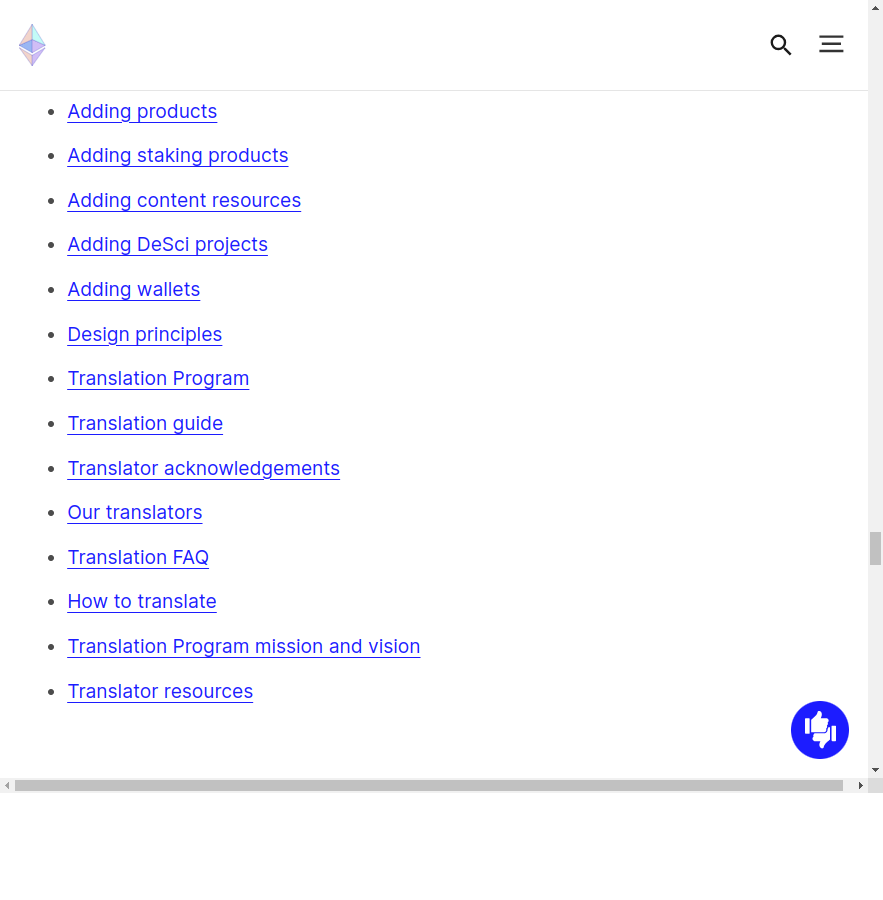 Adding products
Adding staking products
Adding content resources
Adding DeSci projects
Adding wallets
Design principles
Translation Program
Translation guide
Translator acknowledgements
Our translators
Translation FAQ
How to translate
Translation Program mission and vision
Translator resources